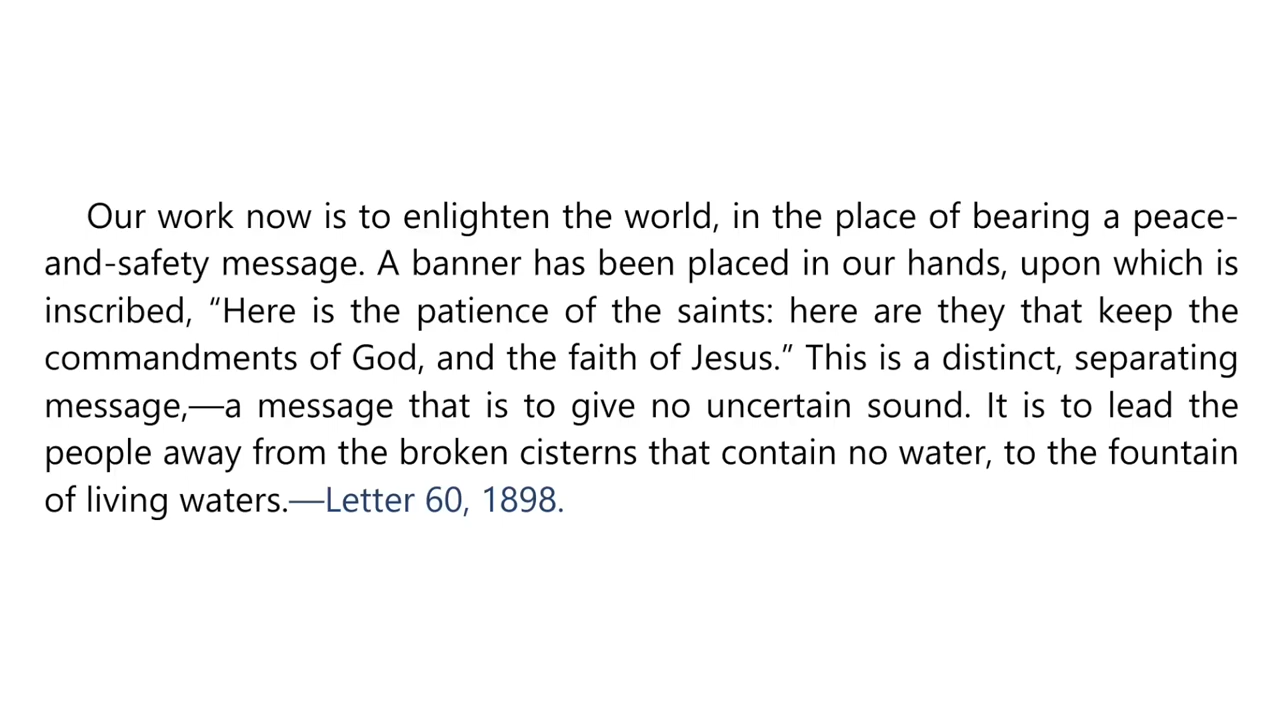 Our work now is to enlighten the world, in the place of bearing a peace-
and-safety message. A banner has been placed in our hands, upon which is
inscribed, “Here is the patience of the saints: here are they that keep the
commandments of God, and the faith of Jesus.” This is a distinct, separating
message,—a message that is to give no uncertain sound. It is to lead the
people away from the broken cisterns that contain no water, to the fountain
of living waters.—Letter 60, 1898.